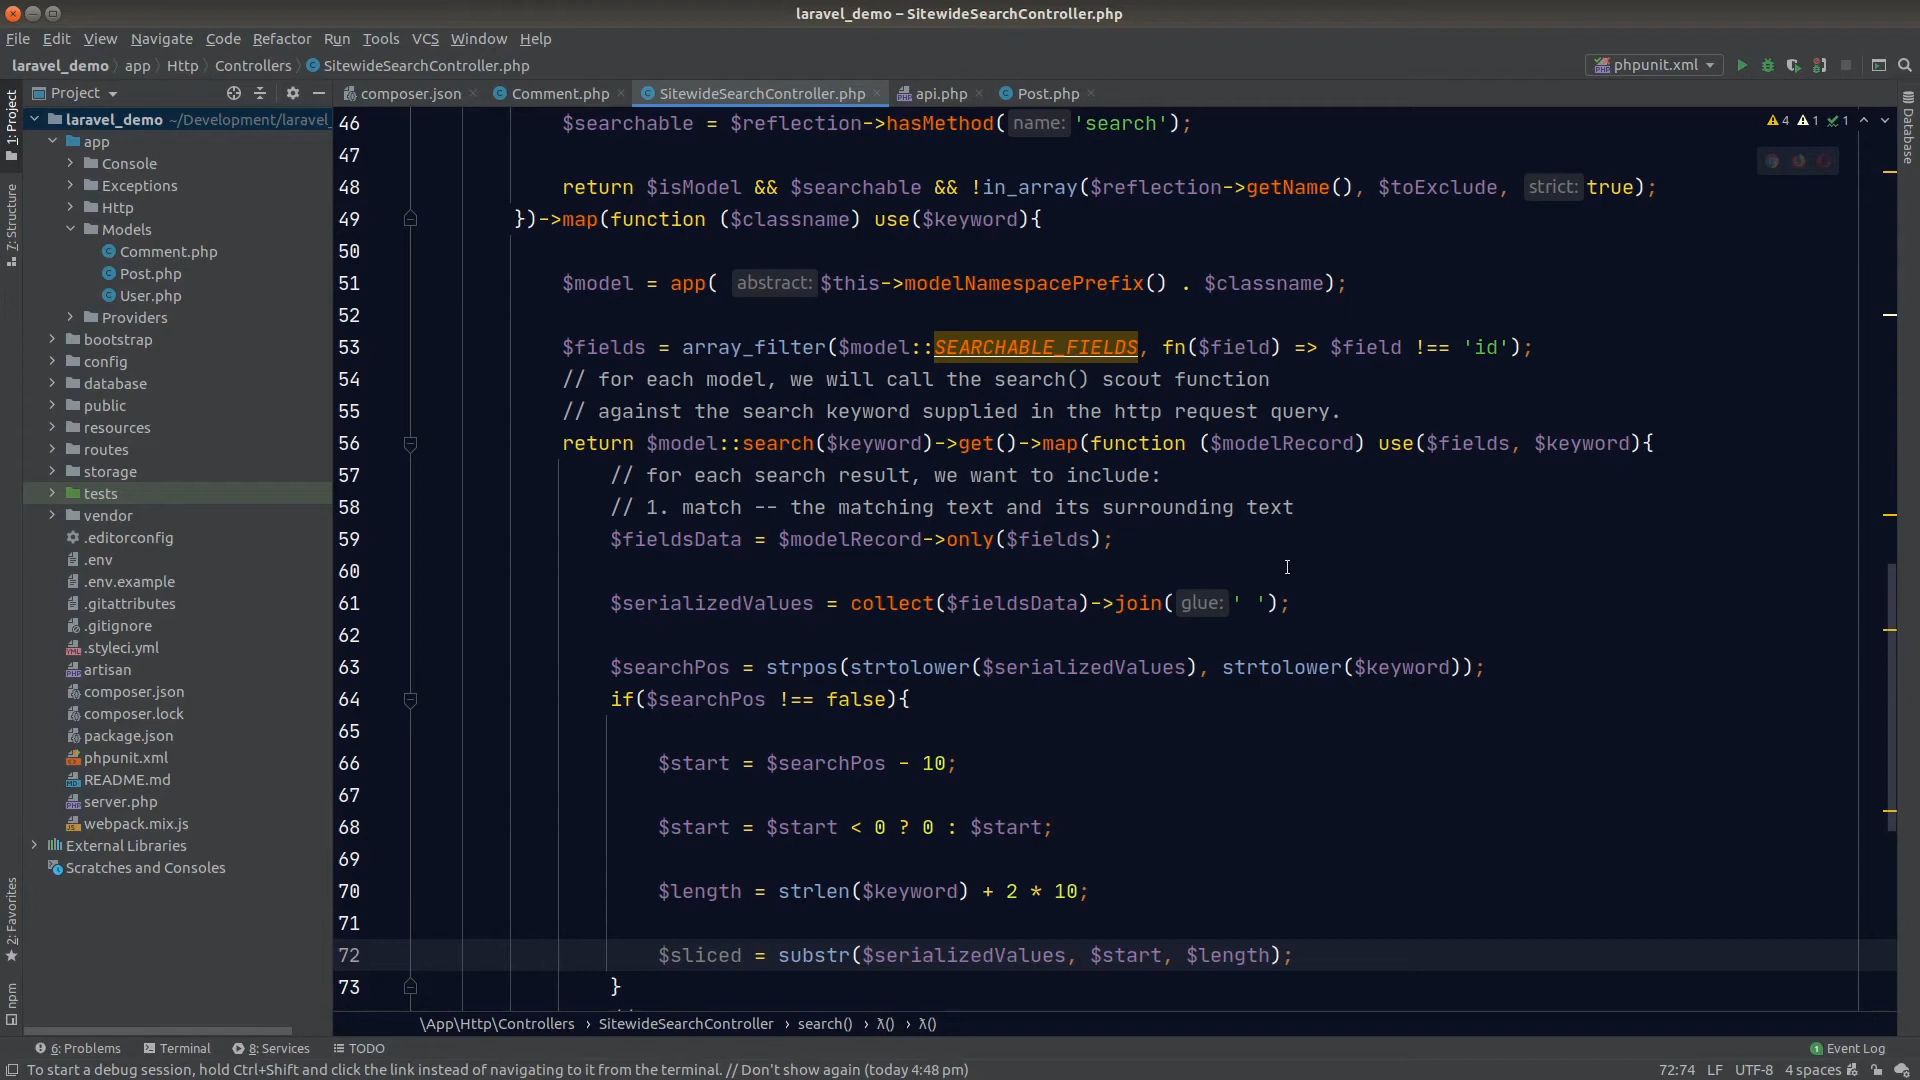 laravel_demo – SitewideSearchController.php
File Edit View Navigate Code Refactor Run Tools VCS Window Help
laravel_demo app Http Controllers SitewideSearchController.php
phpunit.xml
Project
composer.json Comment.php SitewideSearchController.php api.php Post.php
1: Project
7: Structure
2: Favorites
npm
Database
laravel_demo ~/Development/laravel_
app
Console
Exceptions
Http
Models
Comment.php
Post.php
User.php
Providers
bootstrap
config
database
public
resources
routes
storage
tests
vendor
.editorconfig
.env
.env.example
.gitattributes
.gitignore
.styleci.yml
artisan
composer.json
composer.lock
package.json
phpunit.xml
README.md
server.php
webpack.mix.js
External Libraries
Scratches and Consoles
4 1 1
46 $searchable = $reflection->hasMethod( name: 'search');
47
48 return $isModel && $searchable && !in_array($reflection->getName(), $toExclude, strict: true);
49 })->map(function ($classname) use($keyword){
50
51 $model = app( abstract: $this->modelNamespacePrefix() . $classname);
52
53 $fields = array_filter($model::SEARCHABLE_FIELDS, fn($field) => $field !== 'id');
54 // for each model, we will call the search() scout function
55 // against the search keyword supplied in the http request query.
56 return $model::search($keyword)->get()->map(function ($modelRecord) use($fields, $keyword){
57 // for each search result, we want to include:
58 // 1. match -- the matching text and its surrounding text
59 $fieldsData = $modelRecord->only($fields);
60
61 $serializedValues = collect($fieldsData)->join( glue: ' ');
62
63 $searchPos = strpos(strtolower($serializedValues), strtolower($keyword));
64 if($searchPos !== false){
65
66 $start = $searchPos - 10;
67
68 $start = $start < 0 ? 0 : $start;
69
70 $length = strlen($keyword) + 2 * 10;
71
72 $sliced = substr($serializedValues, $start, $length);
73 }
\App\Http\Controllers › SitewideSearchController › search() › λ() › λ()
6: Problems Terminal 8: Services TODO
1 Event Log
To start a debug session, hold Ctrl+Shift and click the link instead of navigating to it from the terminal. // Don't show again (today 4:48 pm)
72:74 LF UTF-8 4 spaces